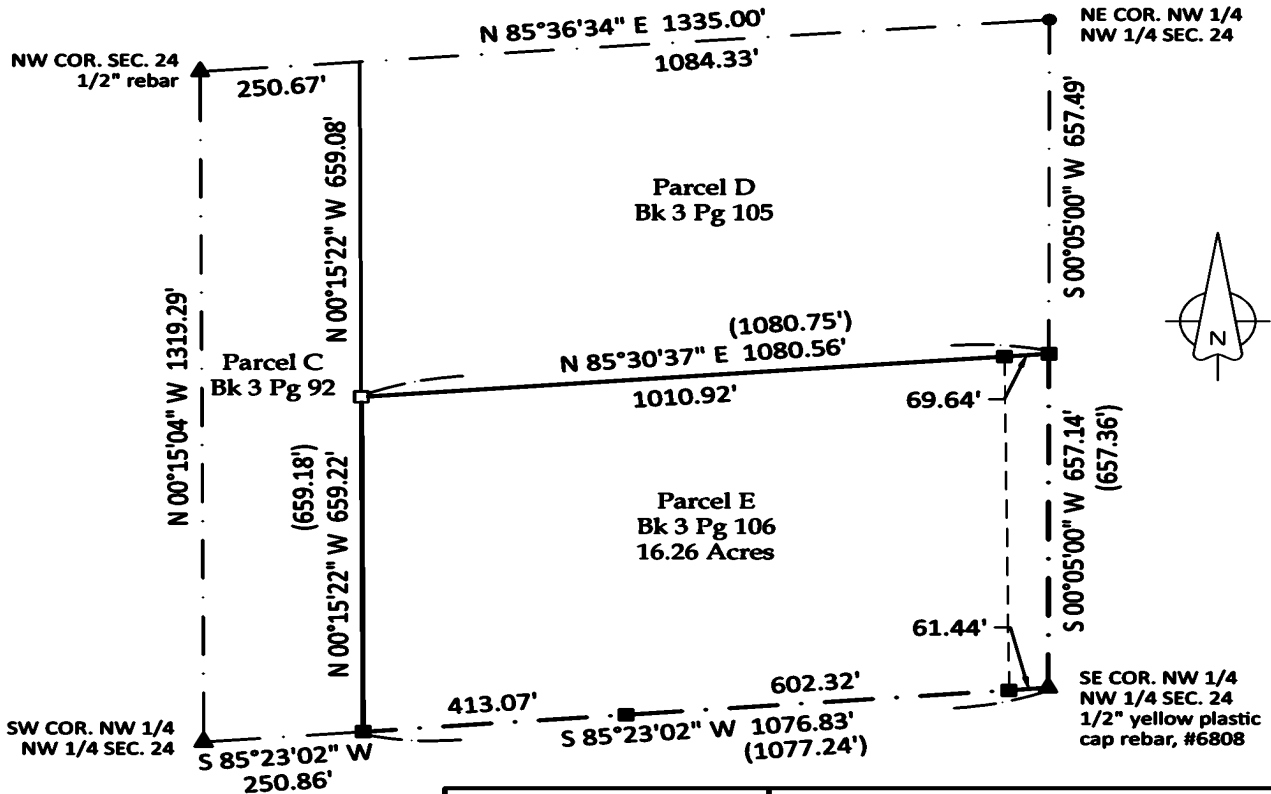 N 85°36'34" E 1335.00'
NE COR. NW 1/4
NW 1/4 SEC. 24
NW COR. SEC. 24
1/2" rebar
250.67'
1084.33'
N 00°15'22" W 659.08'
S 00°05'00" W 657.49'
Parcel D
Bk 3 Pg 105
N 00°15'04" W 1319.29'
Parcel C
Bk 3 Pg 92
(1080.75')
N 85°30'37" E 1080.56'
1010.92'
69.64'
N
(659.18')
N 00°15'22" W 659.22'
Parcel E
Bk 3 Pg 106
16.26 Acres
S 00°05'00" W 657.14'
(657.36')
61.44'
413.07'
602.32'
S 85°23'02" W 1076.83'
(1077.24')
SE COR. NW 1/4
NW 1/4 SEC. 24
1/2" yellow plastic
cap rebar, #6808
SW COR. NW 1/4
NW 1/4 SEC. 24
S 85°23'02" W
250.86'